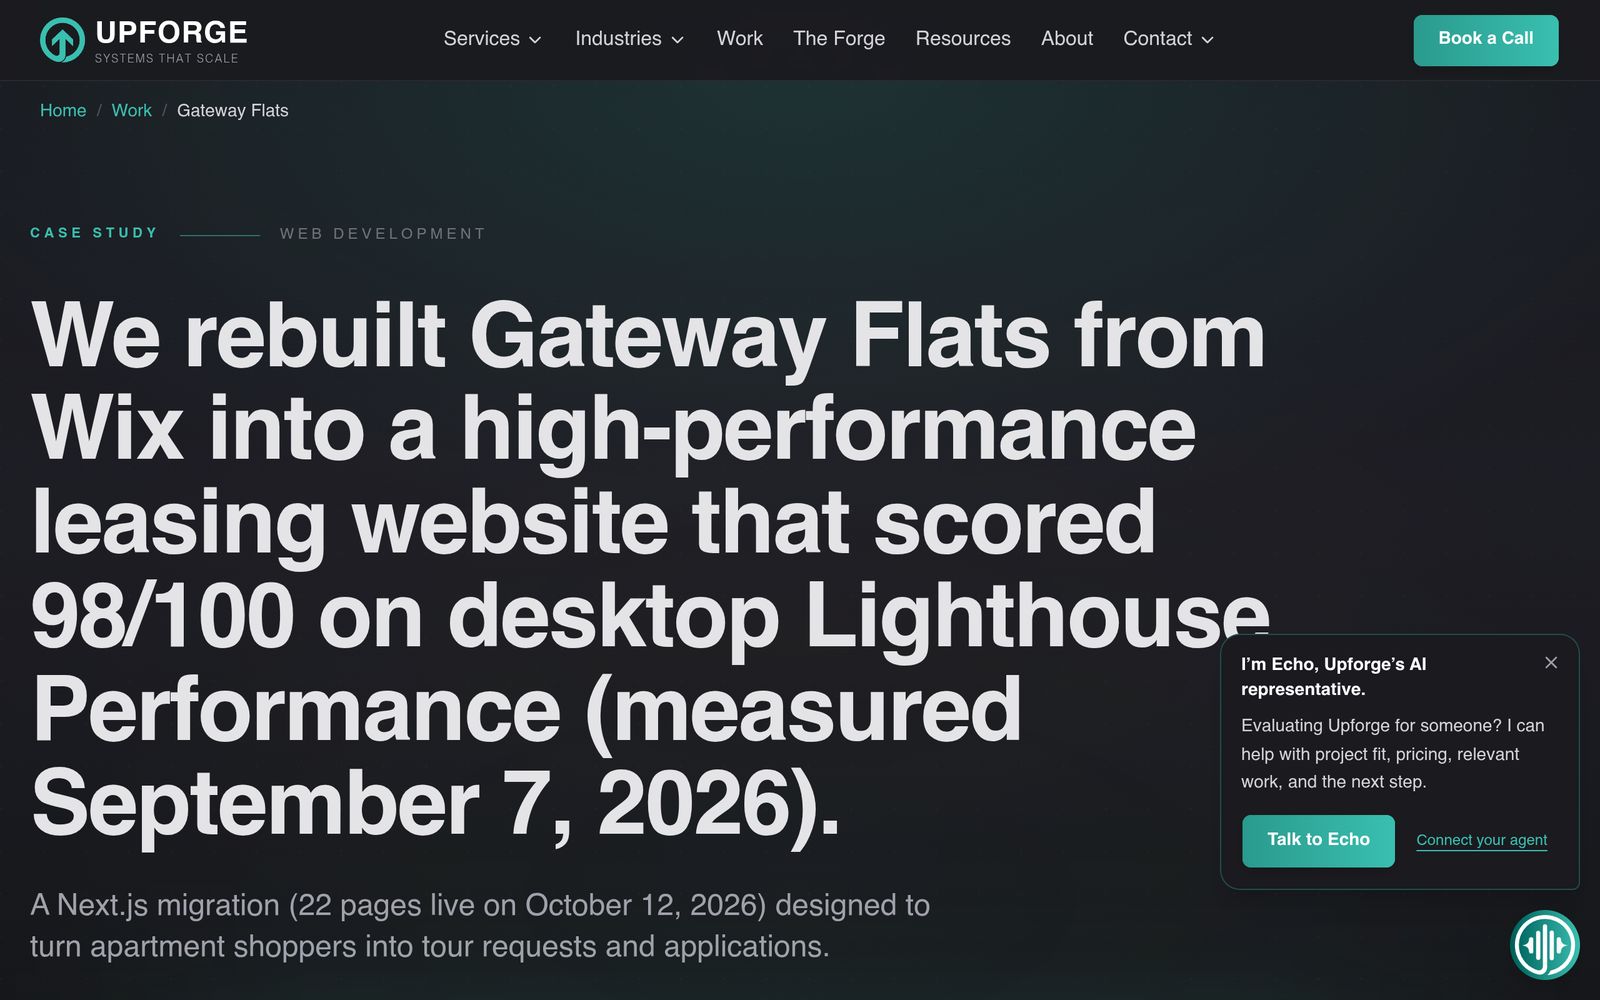 UPFORGE
SYSTEMS THAT SCALE
Services
Industries
Work
The Forge
Resources
About
Contact
Book a Call
Home / Work / Gateway Flats
CASE STUDY
WEB DEVELOPMENT
We rebuilt Gateway Flats from
Wix into a high-performance
leasing website that scored
98/100 on desktop Lighthouse
Performance (measured
September 7, 2026).
A Next.js migration (22 pages live on October 12, 2026) designed to
turn apartment shoppers into tour requests and applications.
I’m Echo, Upforge’s AI
representative.
Evaluating Upforge for someone? I can
help with project fit, pricing, relevant
work, and the next step.
Talk to Echo
Connect your agent